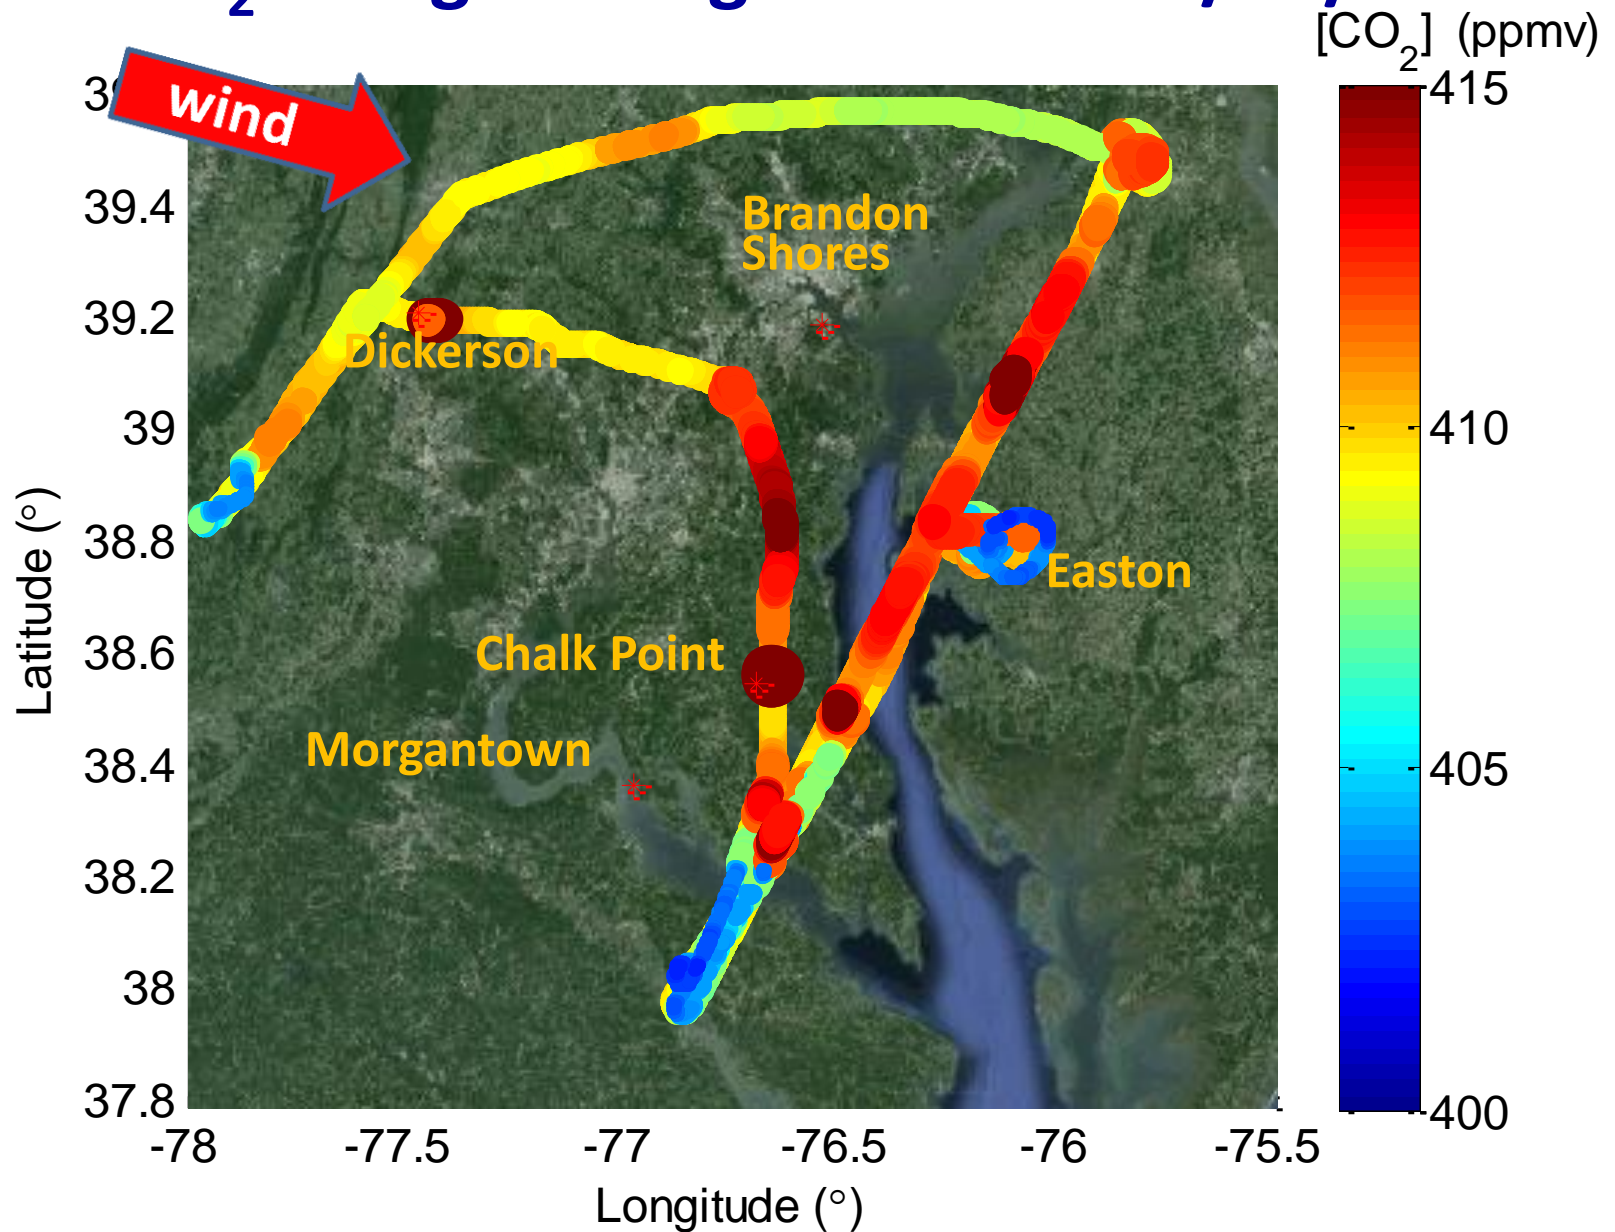 [CO2] (ppmv)
wind
415
39.4
Brandon
Shores
39.2
Dickerson
39
410
38.8
Easton
Latitude (°)
38.6
Chalk Point
38.4
Morgantown
405
38.2
38
37.8
400
-78
-77.5
-77
-76.5
-76
-75.5
Longitude (°)